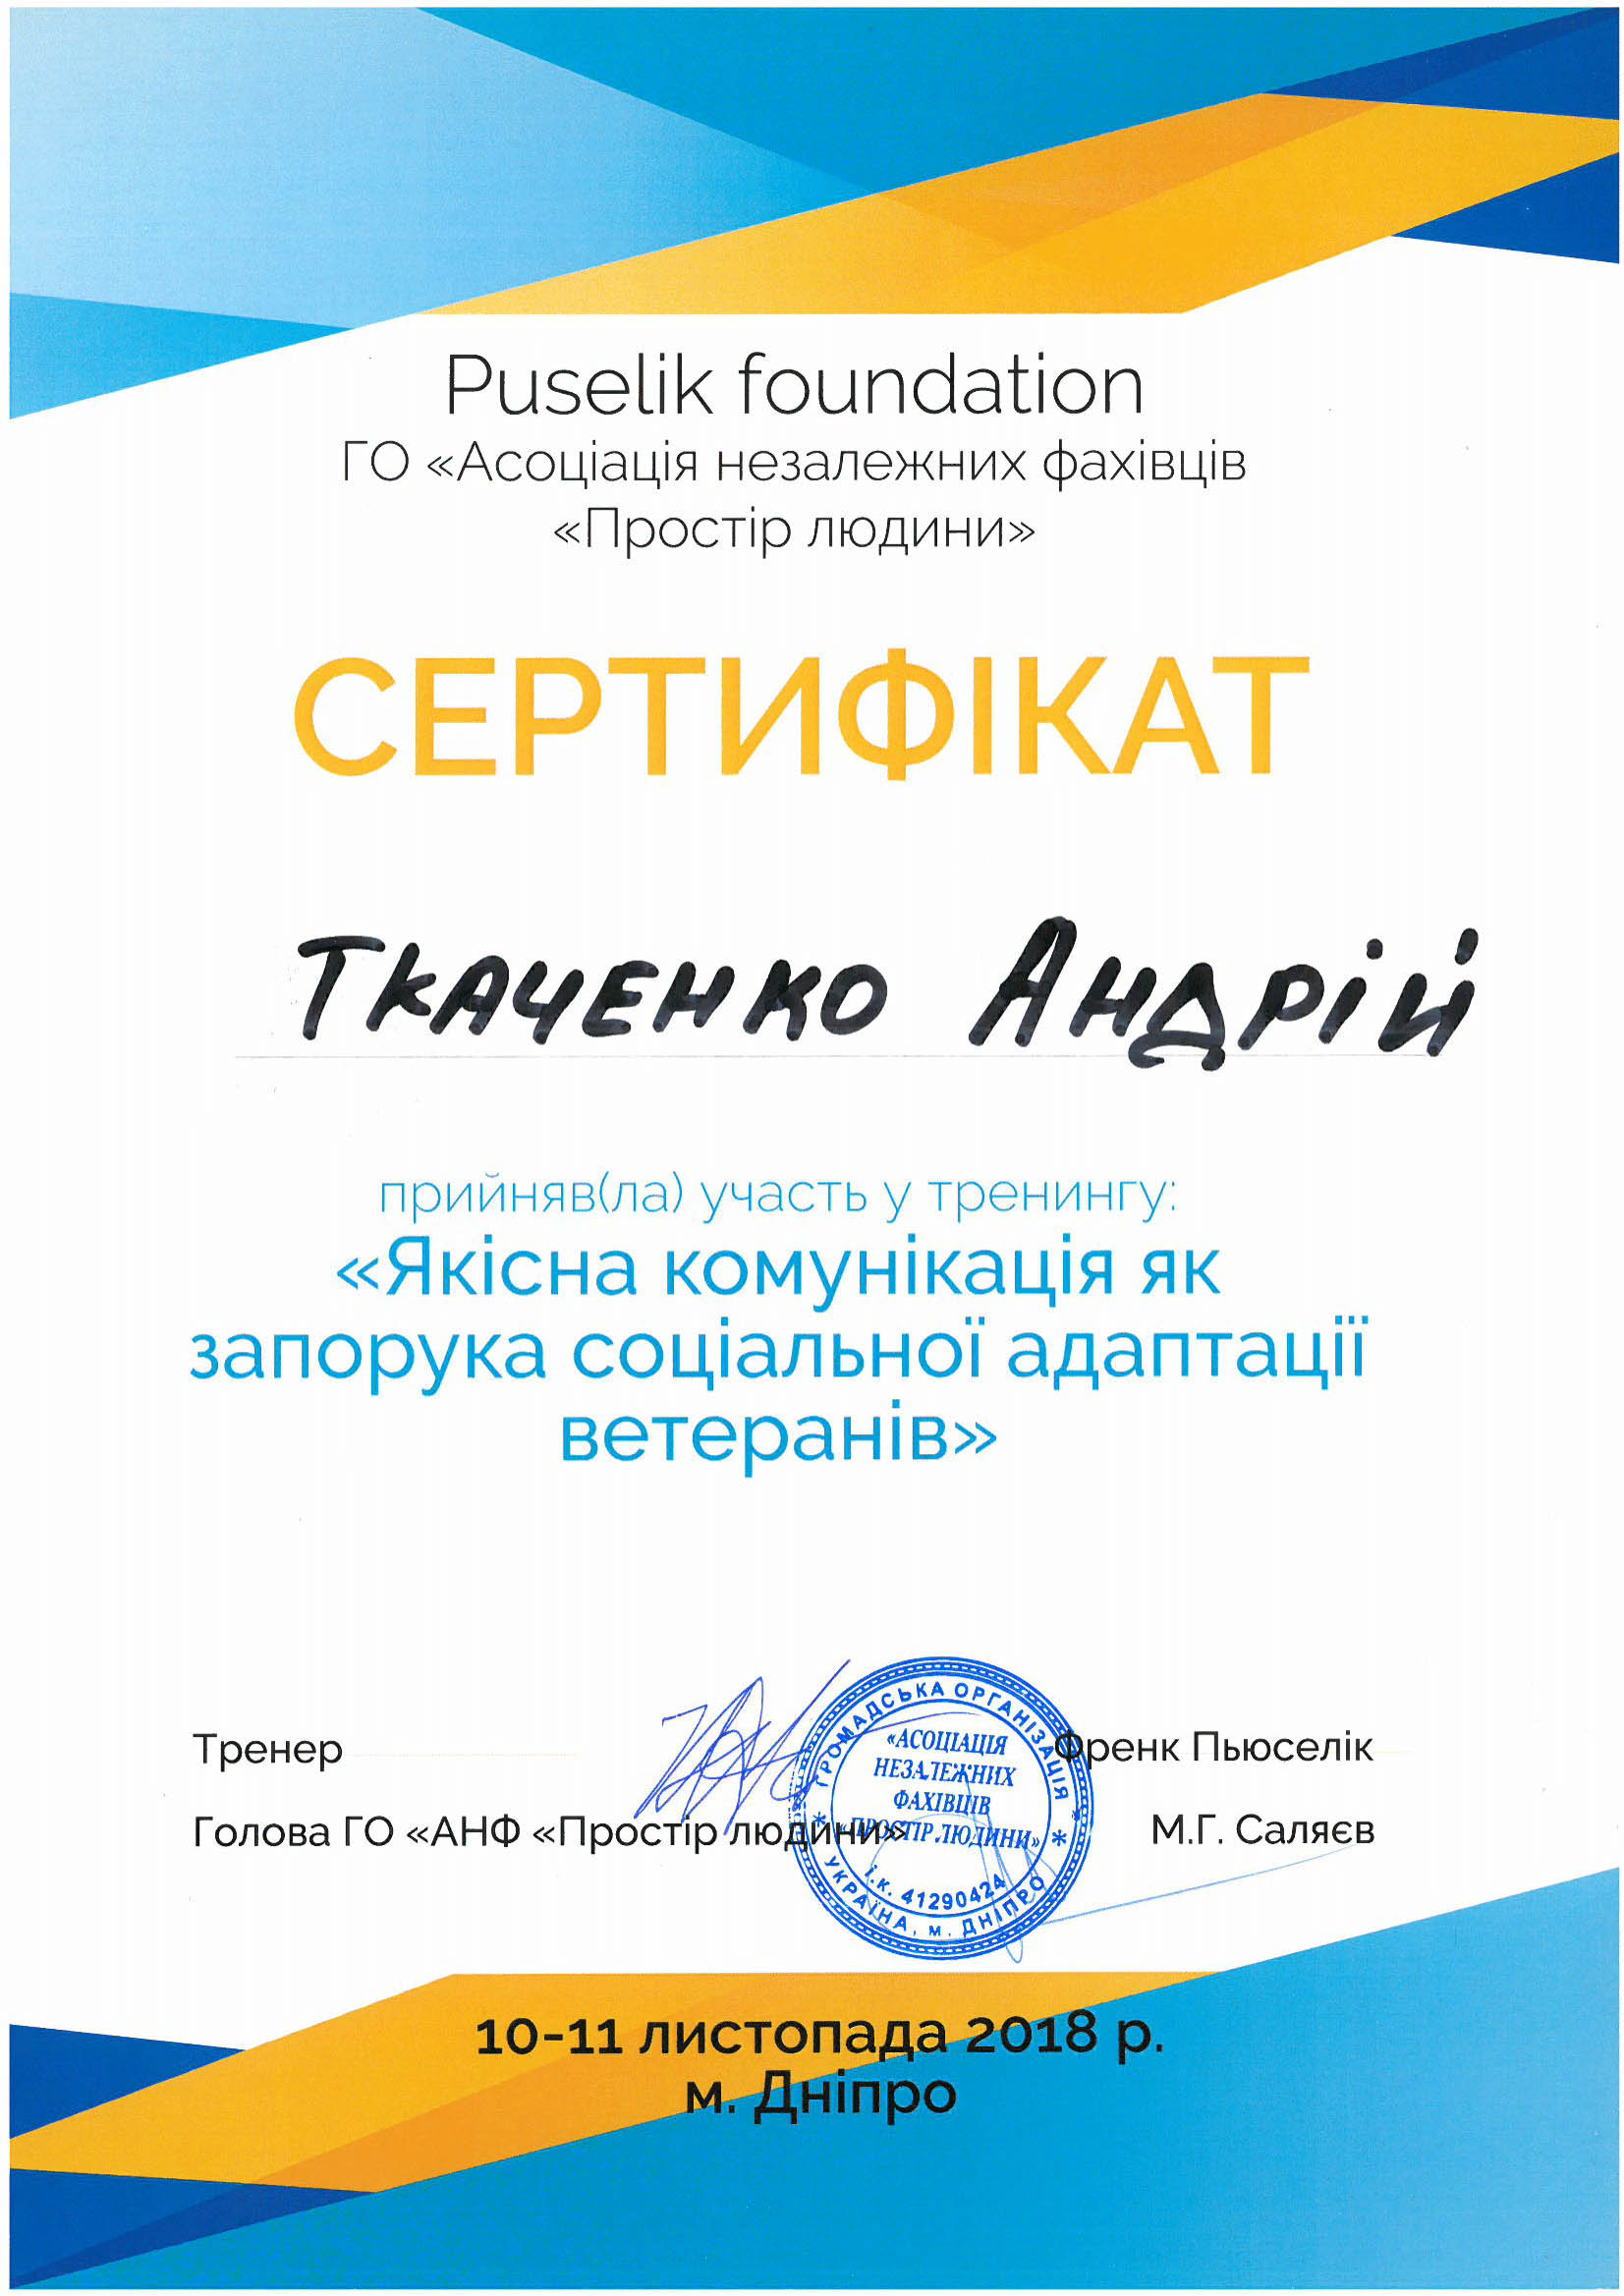 Puselik foundation
ГО «Асоціація незалежних фахівців
«Простір людини»
СЕРТИФІКАТ
Ткаченко Андрій
прийняв(ла) участь у тренингу:
«Якісна комунікація як
запорука соціальної адаптації
ветеранів»
Тренер Френк Пьюселік
Голова ГО «АНФ «Простір людини» М.Г. Саляєв
ГРОМАДСЬКА ОРГАНІЗАЦІЯ
«АСОЦІАЦІЯ
НЕЗАЛЕЖНИХ
ФАХІВЦІВ
«ПРОСТІР ЛЮДИНИ»
і.к. 41290424
* УКРАЇНА, м. ДНІПРО *
10-11 листопада 2018 р.
м. Дніпро